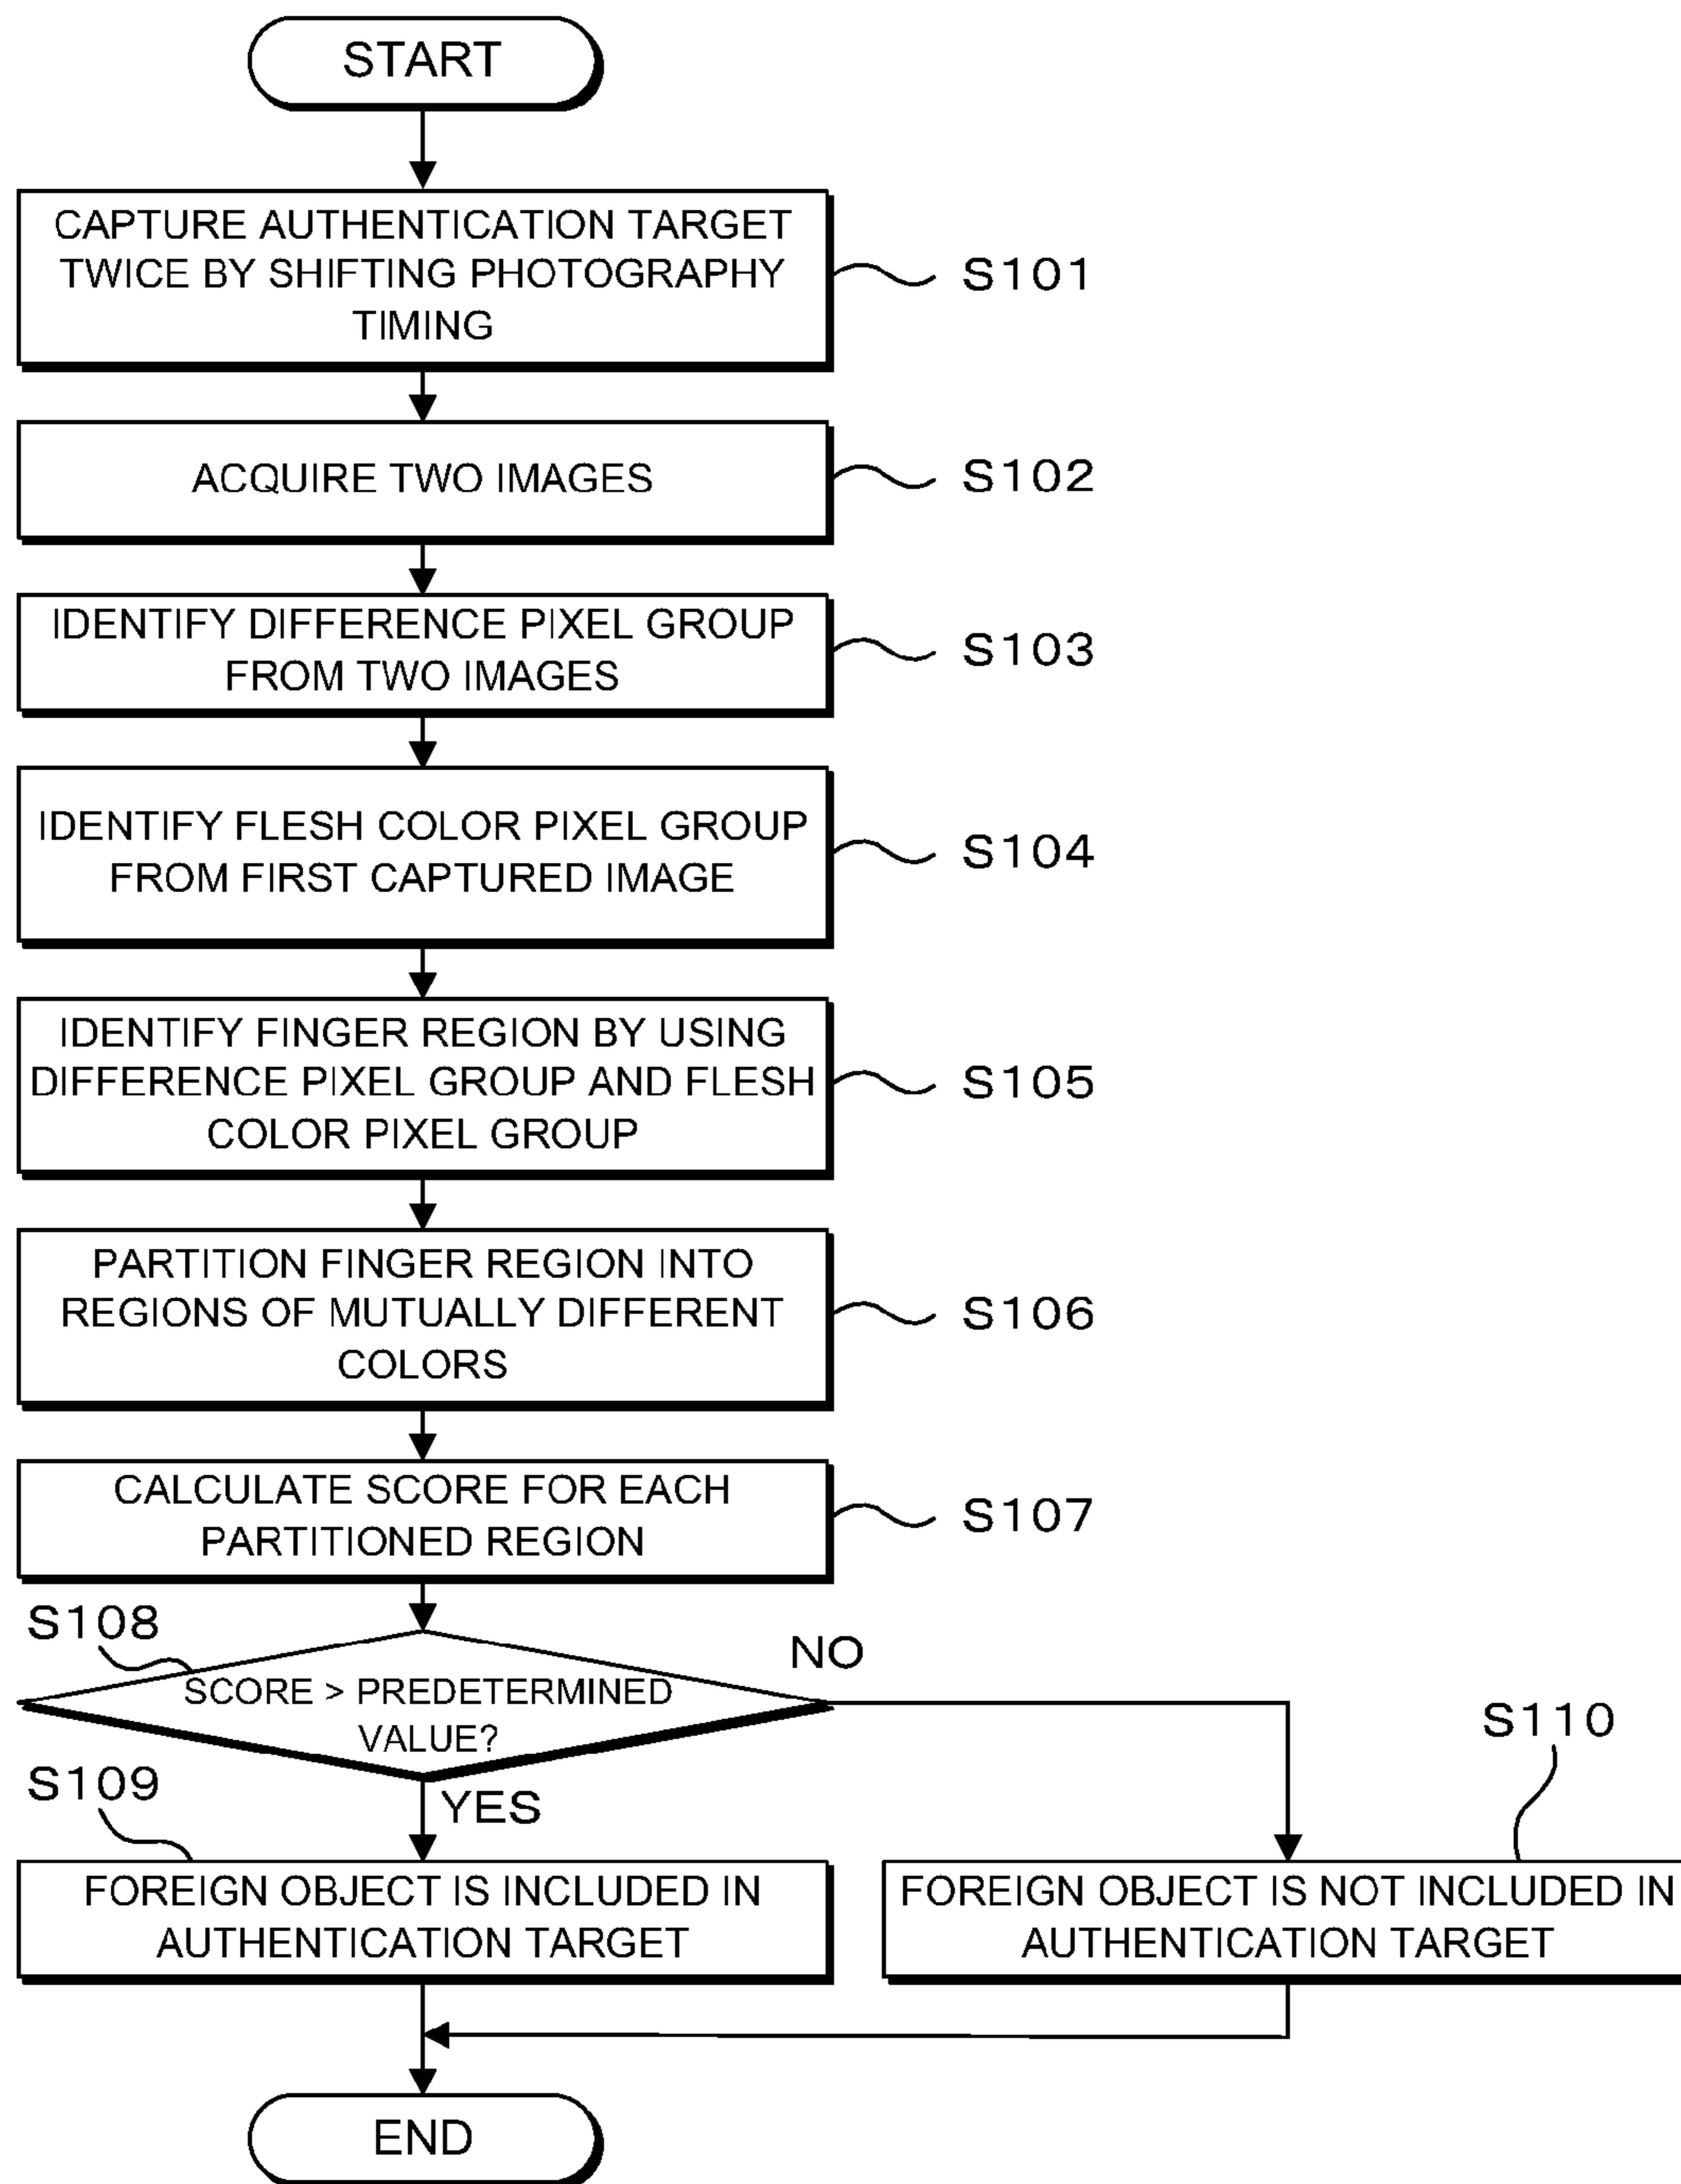 START
CAPTURE AUTHENTICATION TARGET
TWICE BY SHIFTING PHOTOGRAPHY
TIMING
S101
ACQUIRE TWO IMAGES
S102
IDENTIFY DIFFERENCE PIXEL GROUP
FROM TWO IMAGES
S103
IDENTIFY FLESH COLOR PIXEL GROUP
FROM FIRST CAPTURED IMAGE
S104
IDENTIFY FINGER REGION BY USING
DIFFERENCE PIXEL GROUP AND FLESH
COLOR PIXEL GROUP
S105
PARTITION FINGER REGION INTO
REGIONS OF MUTUALLY DIFFERENT
COLORS
S106
CALCULATE SCORE FOR EACH
PARTITIONED REGION
S107
S108
SCORE > PREDETERMINED
VALUE?
NO
YES
S109
FOREIGN OBJECT IS INCLUDED IN
AUTHENTICATION TARGET
S110
FOREIGN OBJECT IS NOT INCLUDED IN
AUTHENTICATION TARGET
END